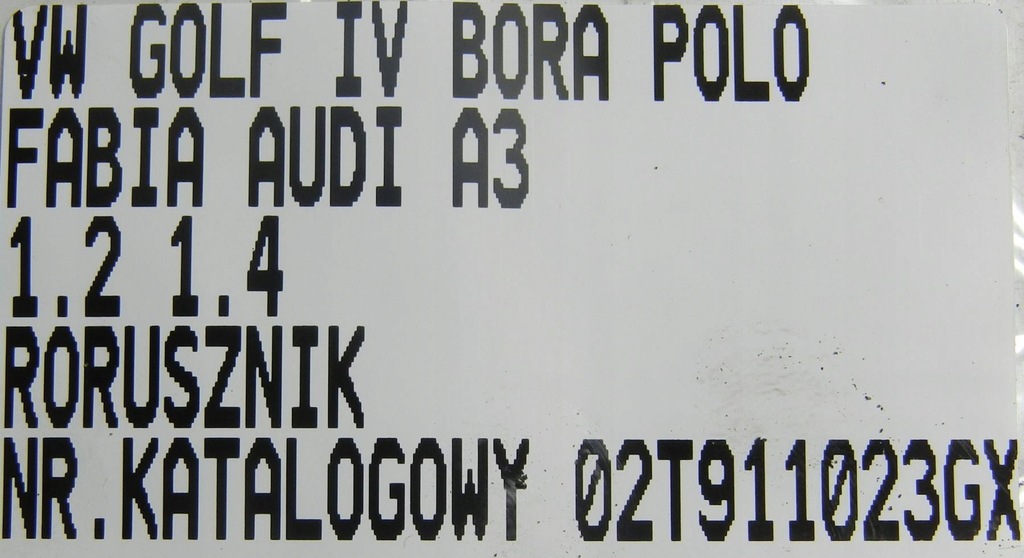 VW GOLF IV BORA POLO
FABIA AUDI A3
1.2 1.4
RORUSZNIK
NR.KATALOGOWY 02T911023GX